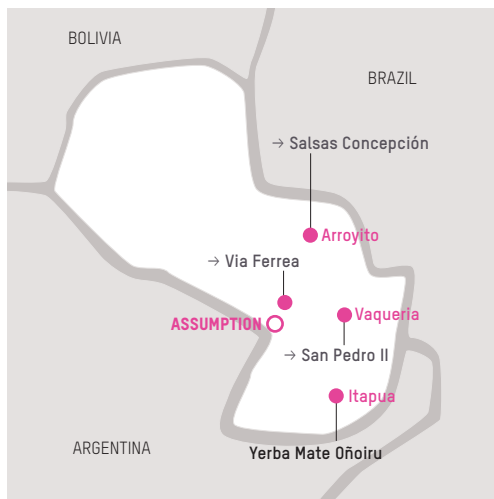 BOLIVIA
BRAZIL
→ Salsas Concepción
Arroyito
→ Via Ferrea
ASSUMPTION
Vaqueria
→ San Pedro II
Itapua
ARGENTINA
Yerba Mate Oñoiru